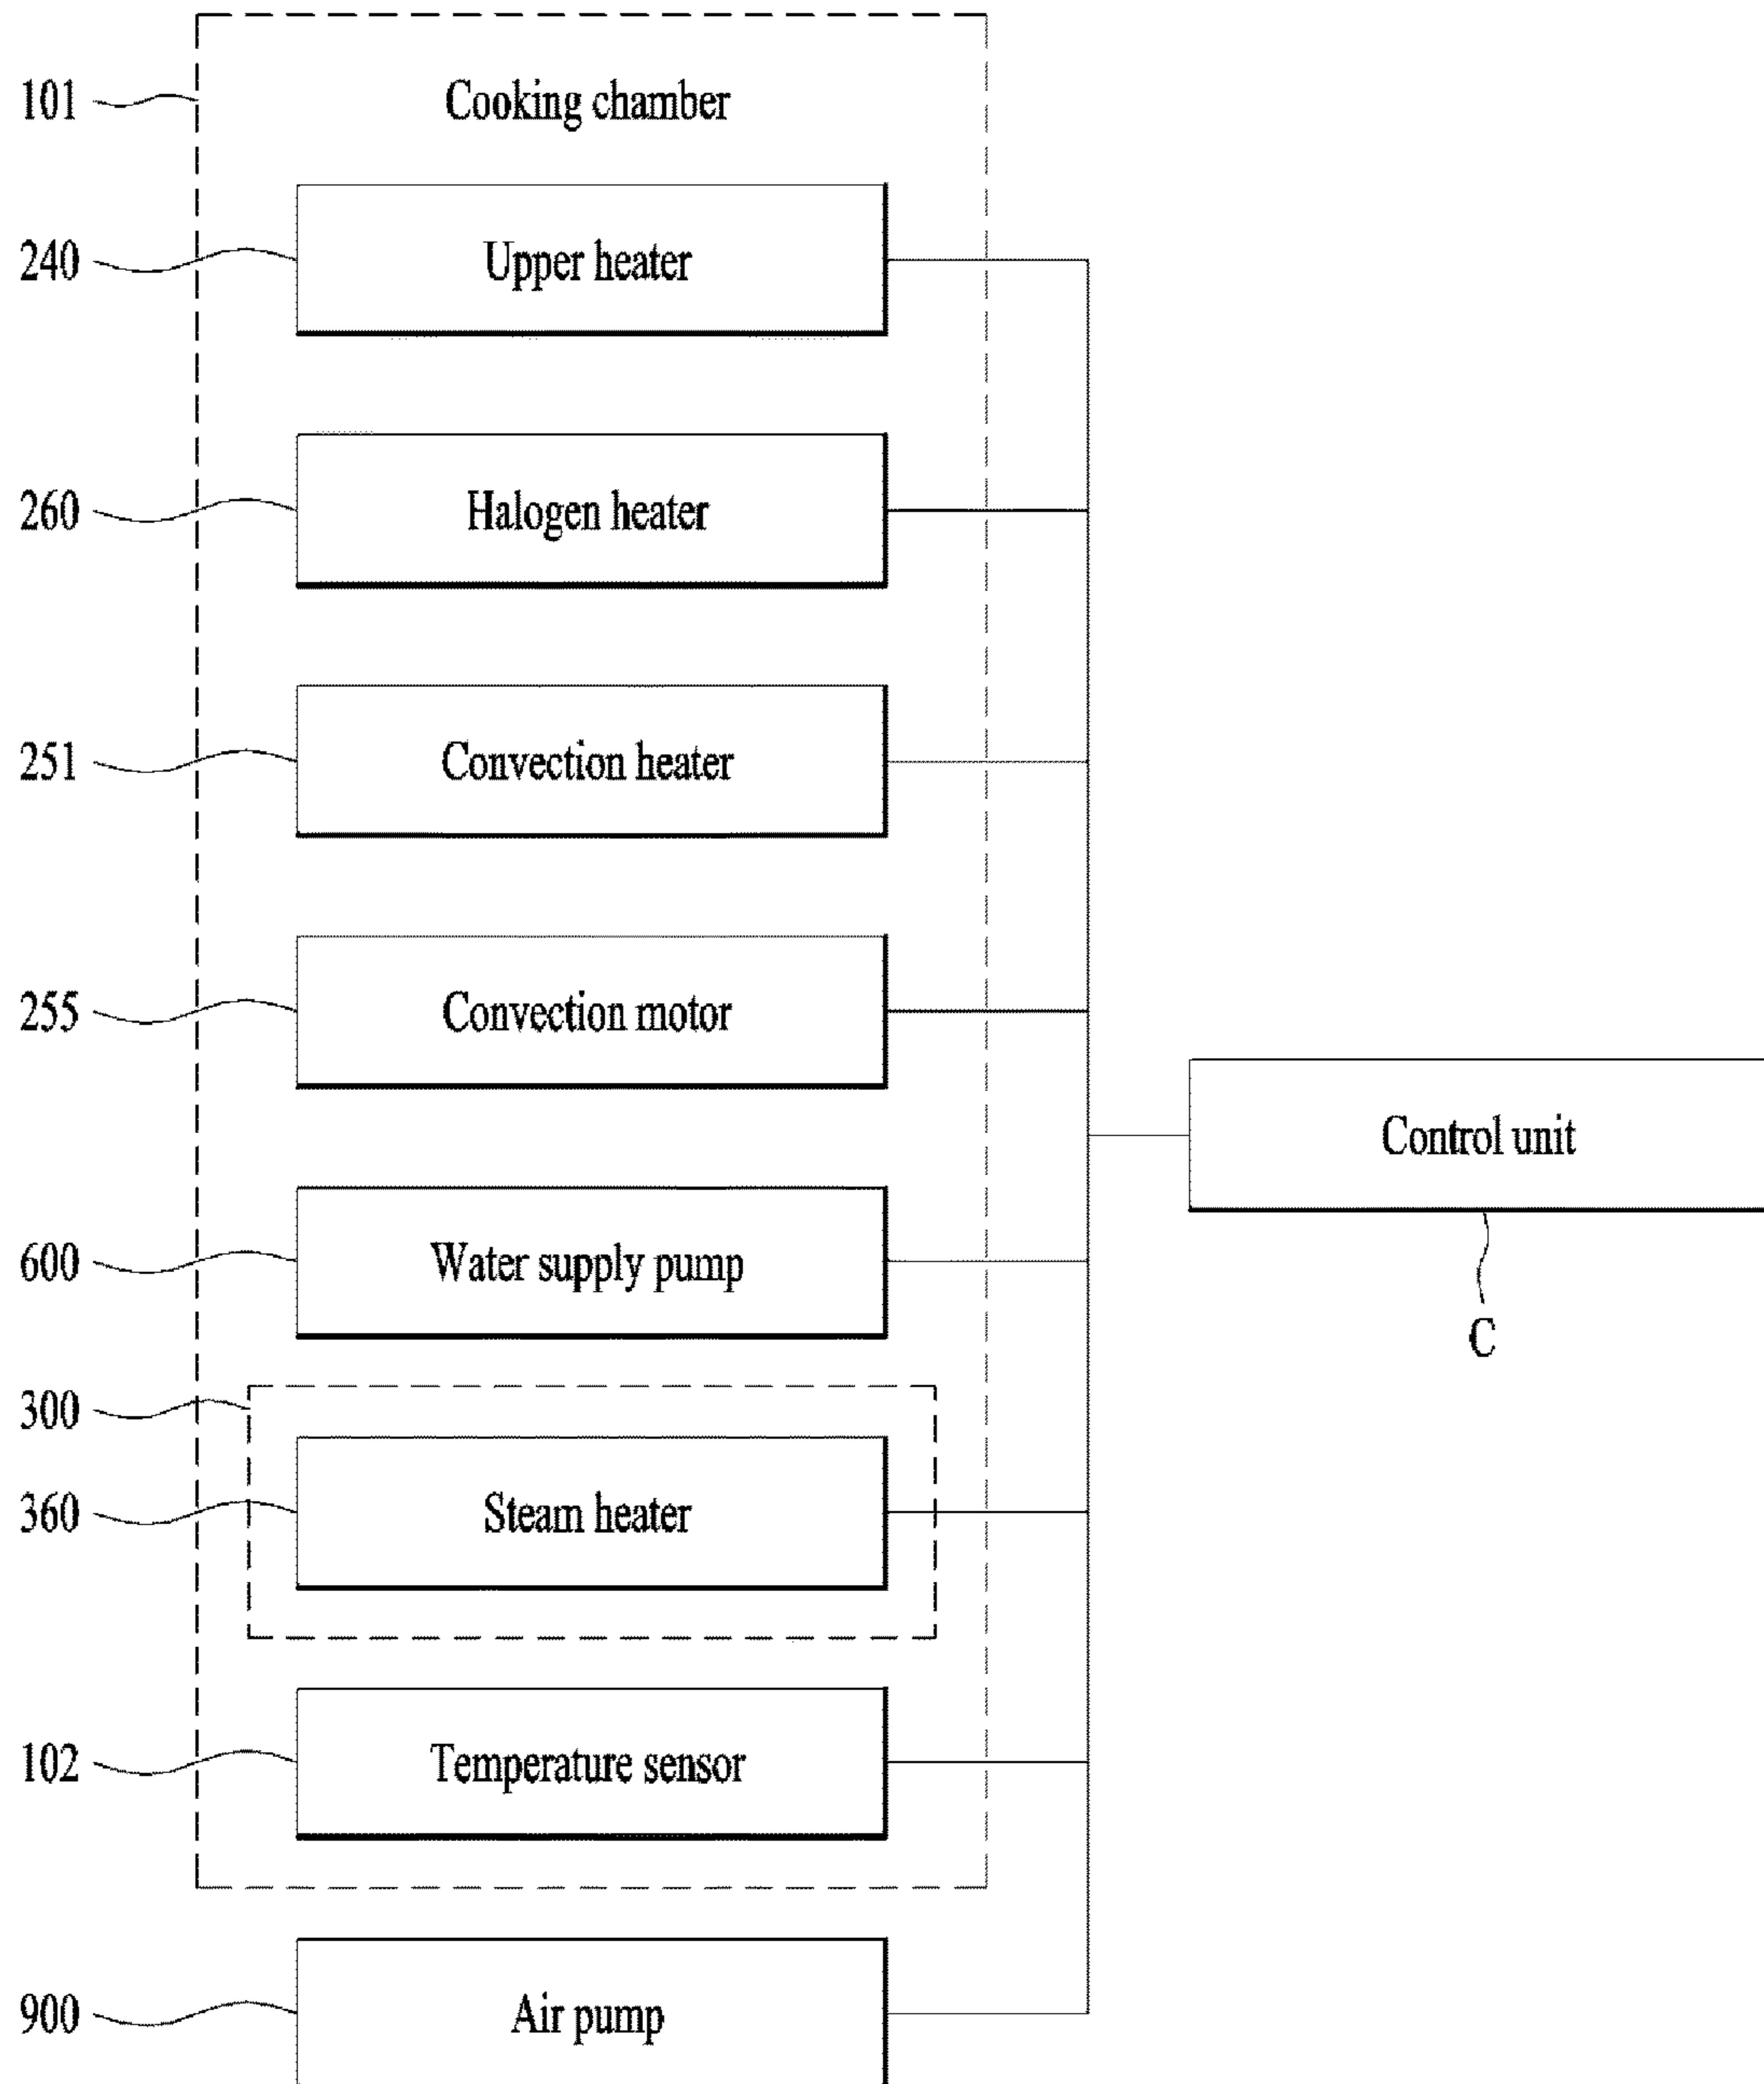 101 Cooking chamber
240 Upper heater
260 Halogen heater
251 Convection heater
255 Convection motor
Control unit
600 Water supply pump
C
300
360 Steam heater
102 Temperature sensor
900 Air pump